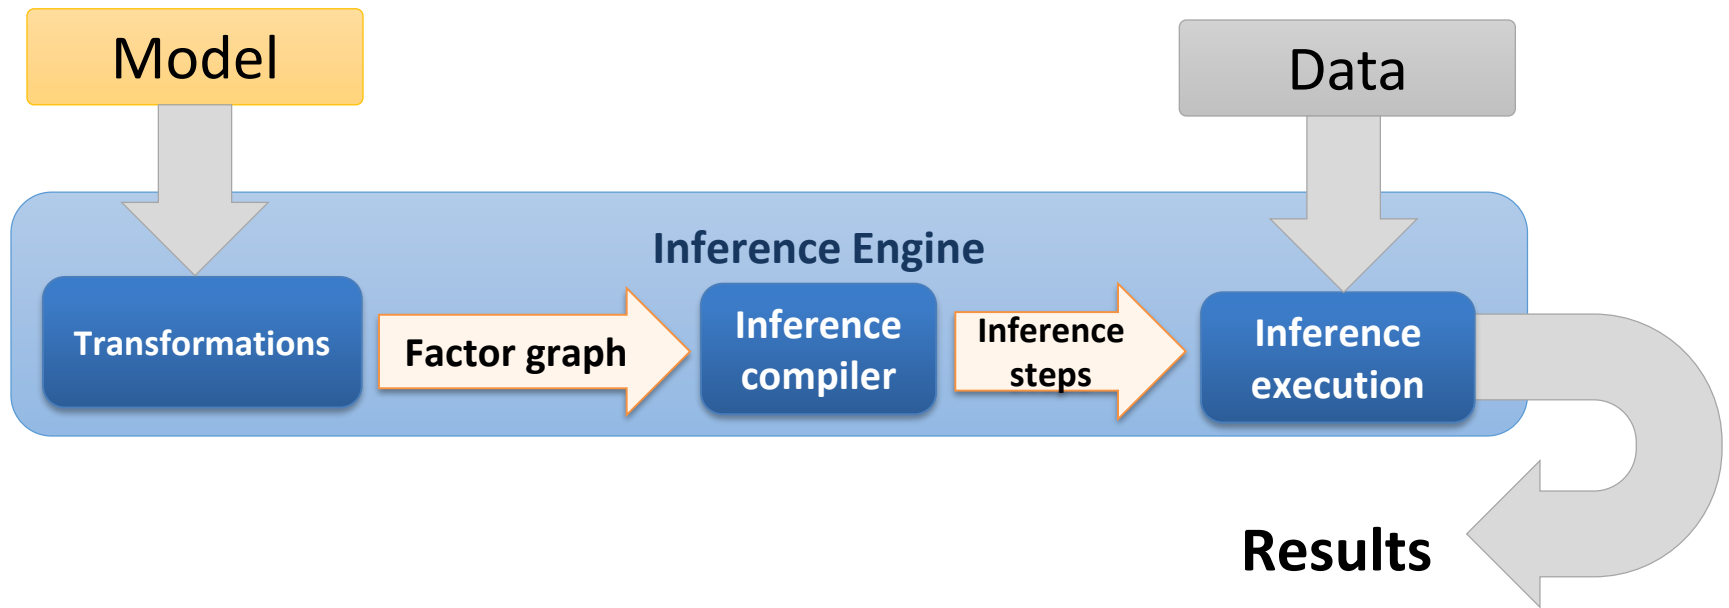 Model
Data
Inference Engine
Transformations
Factor graph
Inference
compiler
Inference
steps
Inference
execution
Results